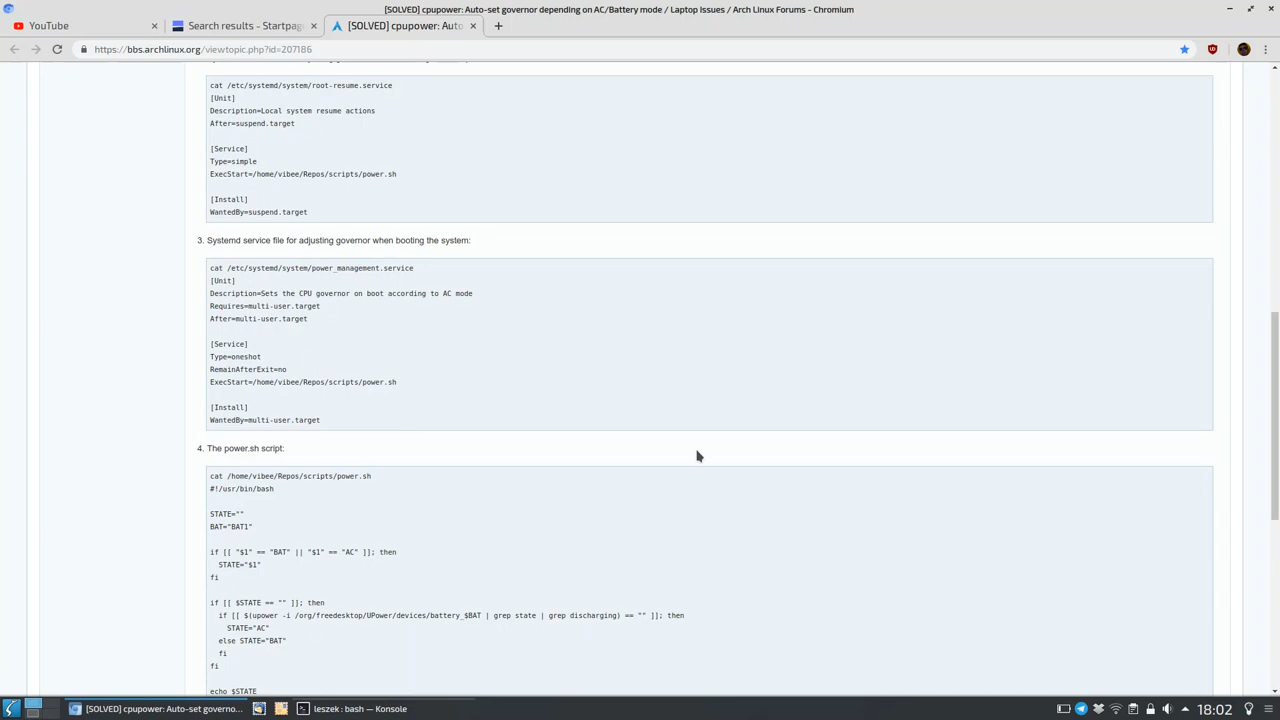 [SOLVED] cpupower: Auto-set governor depending on AC/Battery mode / Laptop Issues / Arch Linux Forums - Chromium
YouTube
Search results - Startpag
[SOLVED] cpupower: Auto
https://bbs.archlinux.org/viewtopic.php?id=207186
cat /etc/systemd/system/root-resume.service
[Unit]
Description=Local system resume actions
After=suspend.target
[Service]
Type=simple
ExecStart=/home/vibee/Repos/scripts/power.sh
[Install]
WantedBy=suspend.target
3. Systemd service file for adjusting governor when booting the system:
cat /etc/systemd/system/power_management.service
[Unit]
Description=Sets the CPU governor on boot according to AC mode
Requires=multi-user.target
After=multi-user.target
[Service]
Type=oneshot
RemainAfterExit=no
ExecStart=/home/vibee/Repos/scripts/power.sh
[Install]
WantedBy=multi-user.target
4. The power.sh script:
cat /home/vibee/Repos/scripts/power.sh
#!/usr/bin/bash
STATE=""
BAT="BAT1"
if [[ "$1" == "BAT" || "$1" == "AC" ]]; then
STATE="$1"
fi
if [[ $STATE == "" ]]; then
if [[ $(upower -i /org/freedesktop/UPower/devices/battery_$BAT | grep state | grep discharging) == "" ]]; then
STATE="AC"
else STATE="BAT"
fi
fi
echo $STATE
[SOLVED] cpupower: Auto-set governo...
leszek : bash — Konsole
18:02